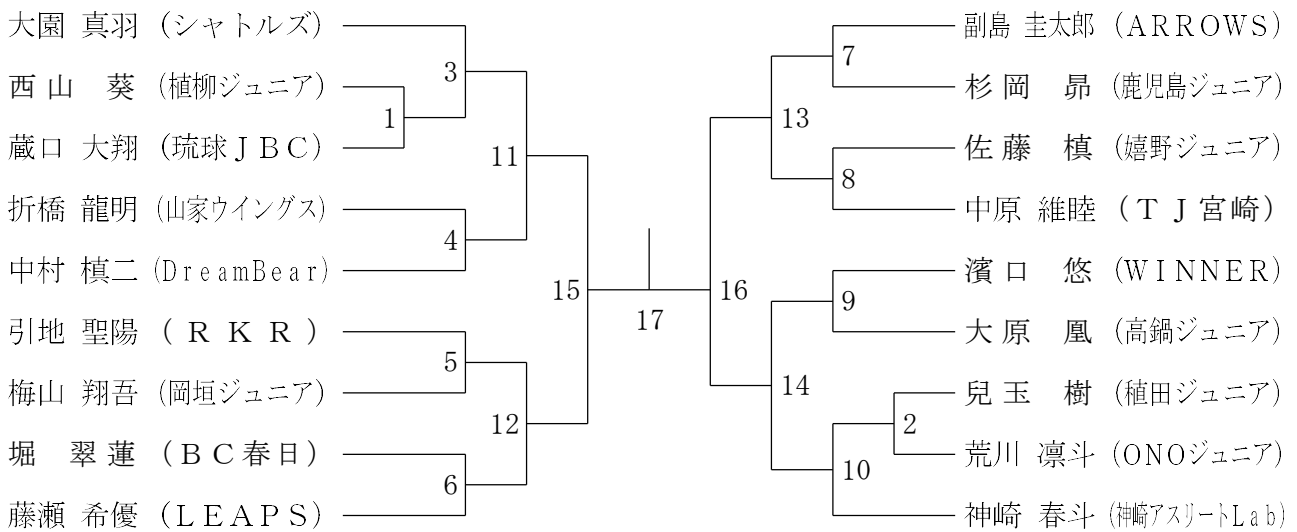 大園 真羽 (シャトルズ)
西山 葵 (植柳ジュニア)
蔵口 大翔 (琉球ＪＢＣ)
折橋 龍明 (山家ウイングス)
中村 槙二 (DreamBear)
引地 聖陽 (ＲＫＲ)
梅山 翔吾 (岡垣ジュニア)
堀 翠蓮 (ＢＣ春日)
藤瀬 希優 (ＬＥＡＰＳ)
1
3
4
11
5
6
12
15
17
16
13
7
8
14
9
10
2
副島 圭太郎 (ARROWS)
杉岡 昴 (鹿児島ジュニア)
佐藤 槙 (嬉野ジュニア)
中原 維睦 (ＴＪ宮崎)
濱口 悠 (WINNER)
大原 凰 (高鍋ジュニア)
兒玉 樹 (稙田ジュニア)
荒川 凛斗 (ONOジュニア)
神崎 春斗 (神崎アスリートLab)